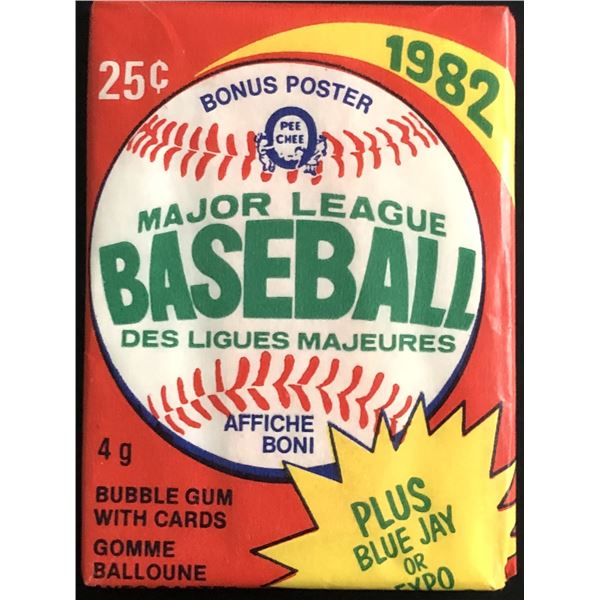 25¢
1982
BONUS POSTER
O
PEE
CHEE
MAJOR LEAGUE
BASEBALL
DES LIGUES MAJEURES
AFFICHE
BONI
4 g
BUBBLE GUM
WITH CARDS
GOMME
BALLOUNE
PLUS
BLUE JAY
OR
EXPO